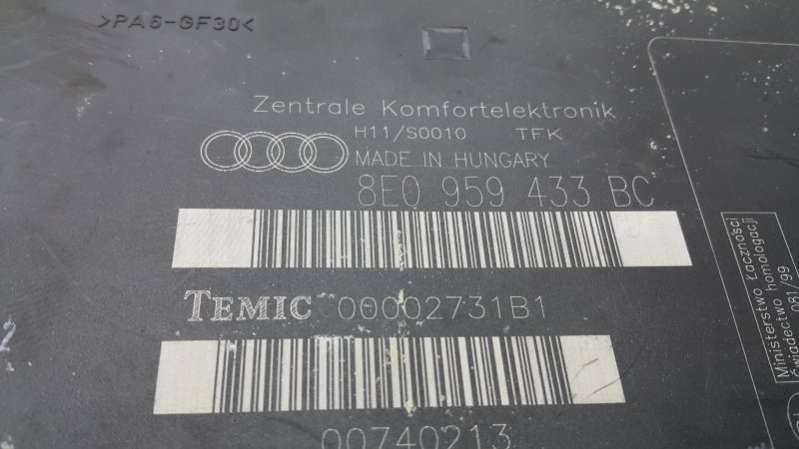 >PA6-GF30<
Zentrale Komfortelektronik
H11/S0010 TFK
MADE IN HUNGARY
8E0 959 433 BC
TEMIC 00002731B1
00740213
Ministerstwo Łączności
Świadectwo homologacji
081/99
2